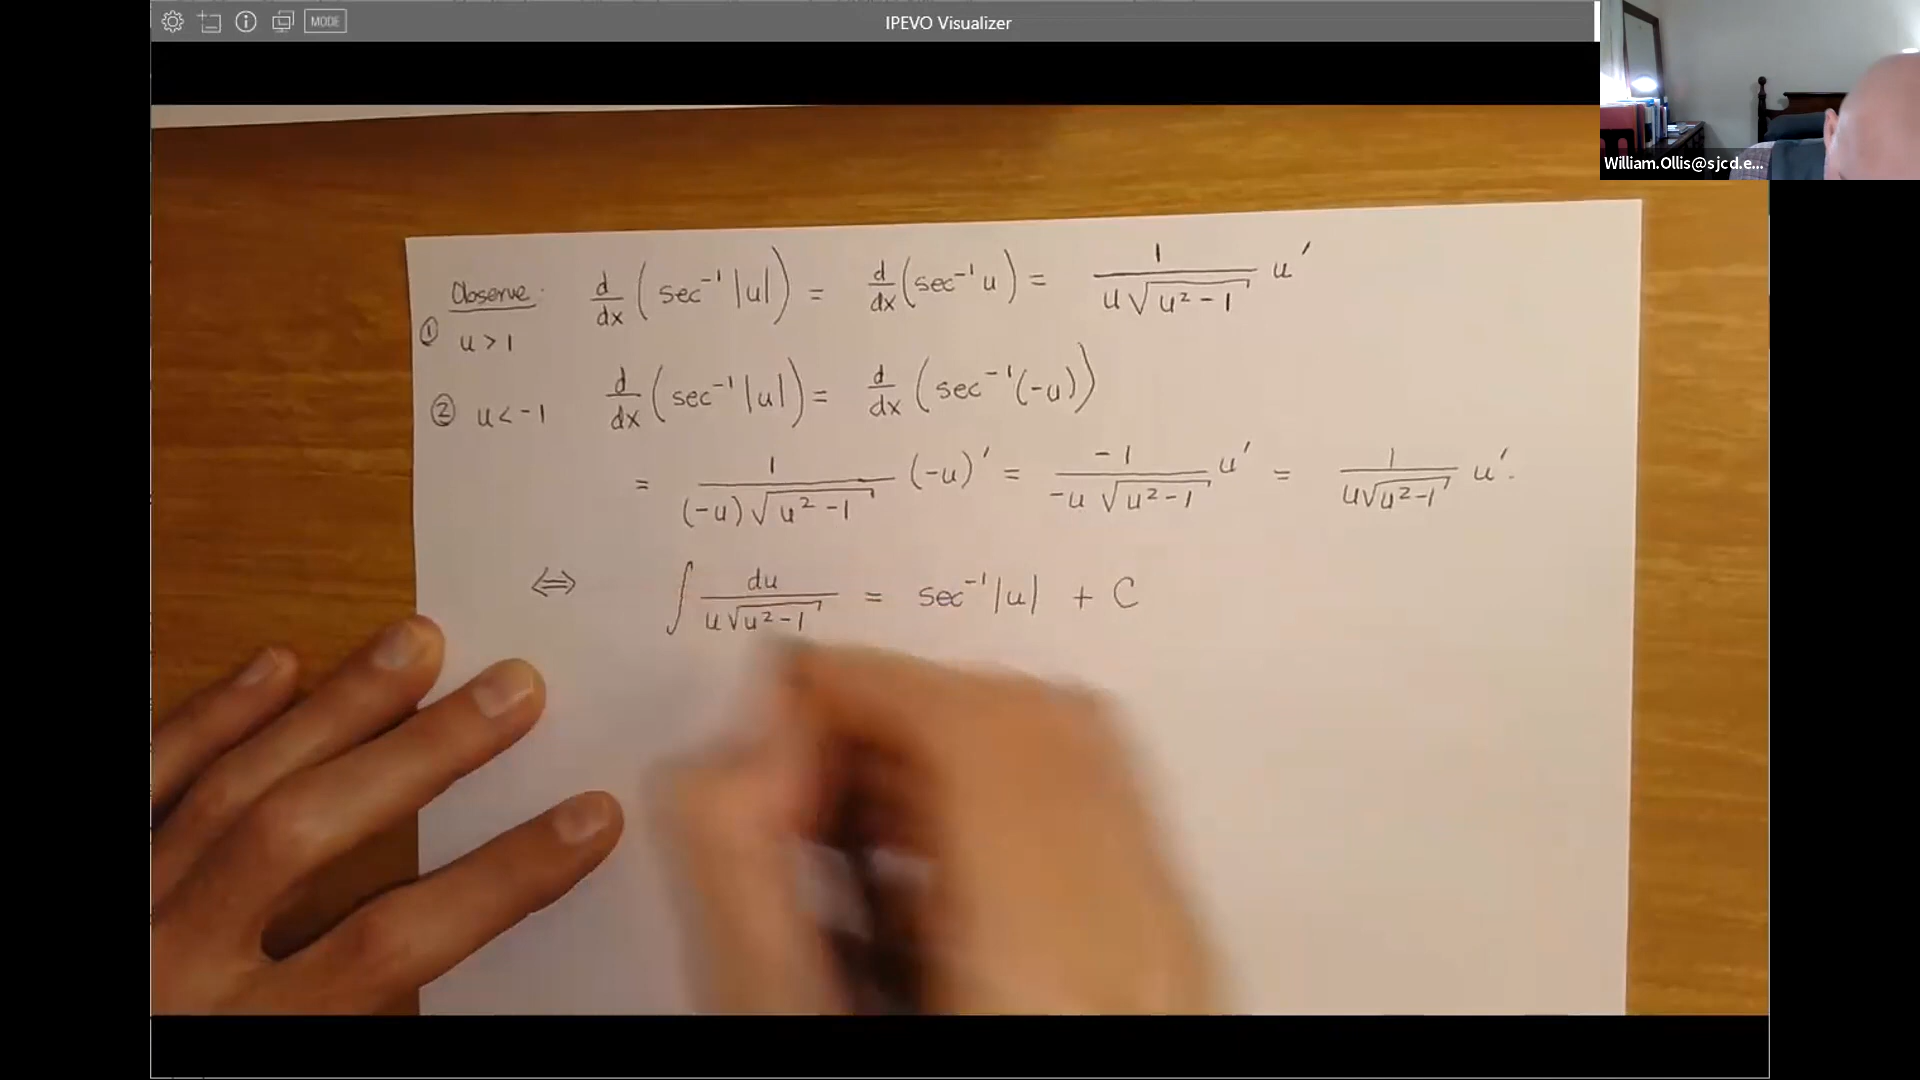 MODE
IPEVO Visualizer
William.Ollis@sjcd.e...
Observe: d/dx (sec⁻¹|u|) = d/dx (sec⁻¹ u) = 1/(u√(u²-1)) u′
① u > 1
② u < -1 d/dx (sec⁻¹|u|) = d/dx (sec⁻¹(-u))
= 1/((-u)√(u²-1)) (-u)′ = -1/(-u√(u²-1)) u′ = 1/(u√(u²-1)) u′.
⇔ ∫ du/(u√(u²-1)) = sec⁻¹|u| + C